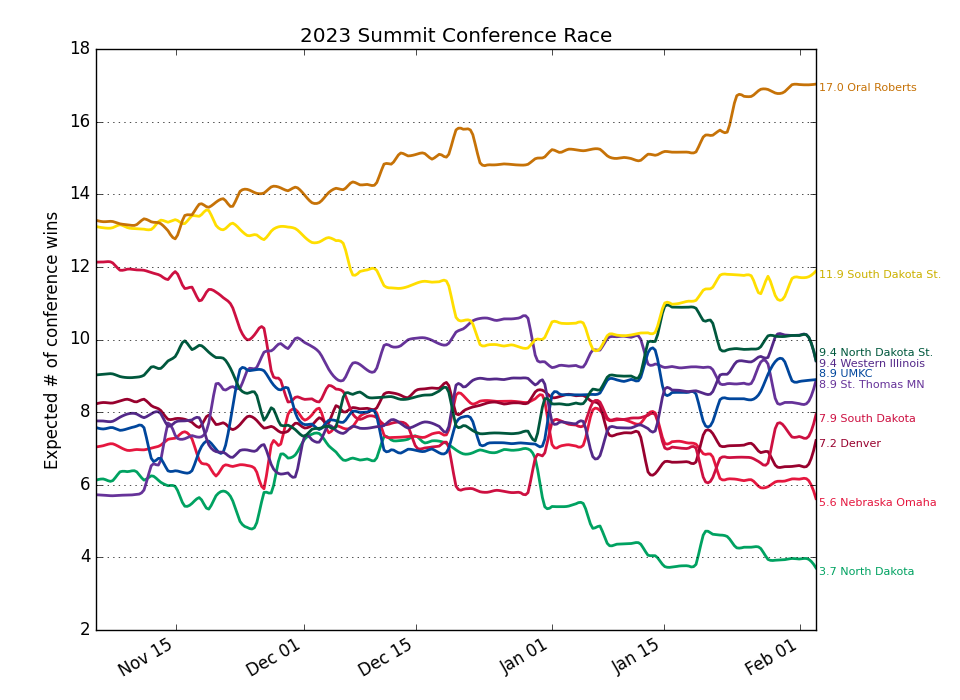 2023 Summit Conference Race
Expected # of conference wins
18
16
14
12
10
8
6
4
2
Nov 15
Dec 01
Dec 15
Jan 01
Jan 15
Feb 01
17.0 Oral Roberts
11.9 South Dakota St.
9.4 North Dakota St.
9.4 Western Illinois
8.9 UMKC
8.9 St. Thomas MN
7.9 South Dakota
7.2 Denver
5.6 Nebraska Omaha
3.7 North Dakota